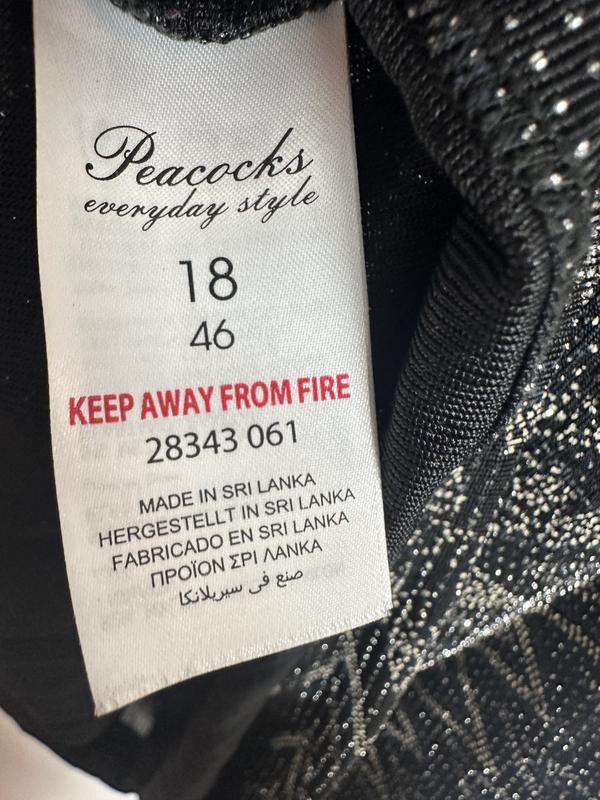 Peacocks
everyday style
18
46
KEEP AWAY FROM FIRE
28343 061
MADE IN SRI LANKA
HERGESTELLT IN SRI LANKA
FABRICADO EN SRI LANKA
ΠΡΟΪΟΝ ΣΡΙ ΛΑΝΚΑ
صنع فى سيريلانكا